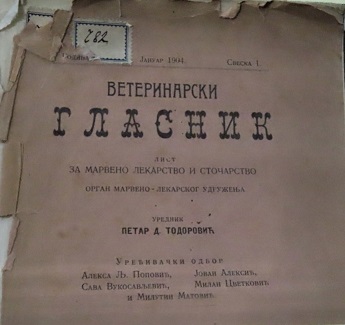 782
Година
Јануар 1904.
Свеска 1.
ВЕТЕРИНАРСКИ
ГЛАСНИК
ЛИСТ
ЗА МАРВЕНО ЛЕКАРСТВО И СТОЧАРСТВО
ОРГАН МАРВЕНО-ЛЕКАРСКОГ УДРУЖЕЊА
УРЕДНИК
ПЕТАР Д. ТОДОРОВИЋ
УРЕЂИВАЧКИ ОДБОР
Алекса Љ. Поповић, Јован Алексић,
Сава Вукосављевић, Милан Цветковић
и Милутин Матовић.